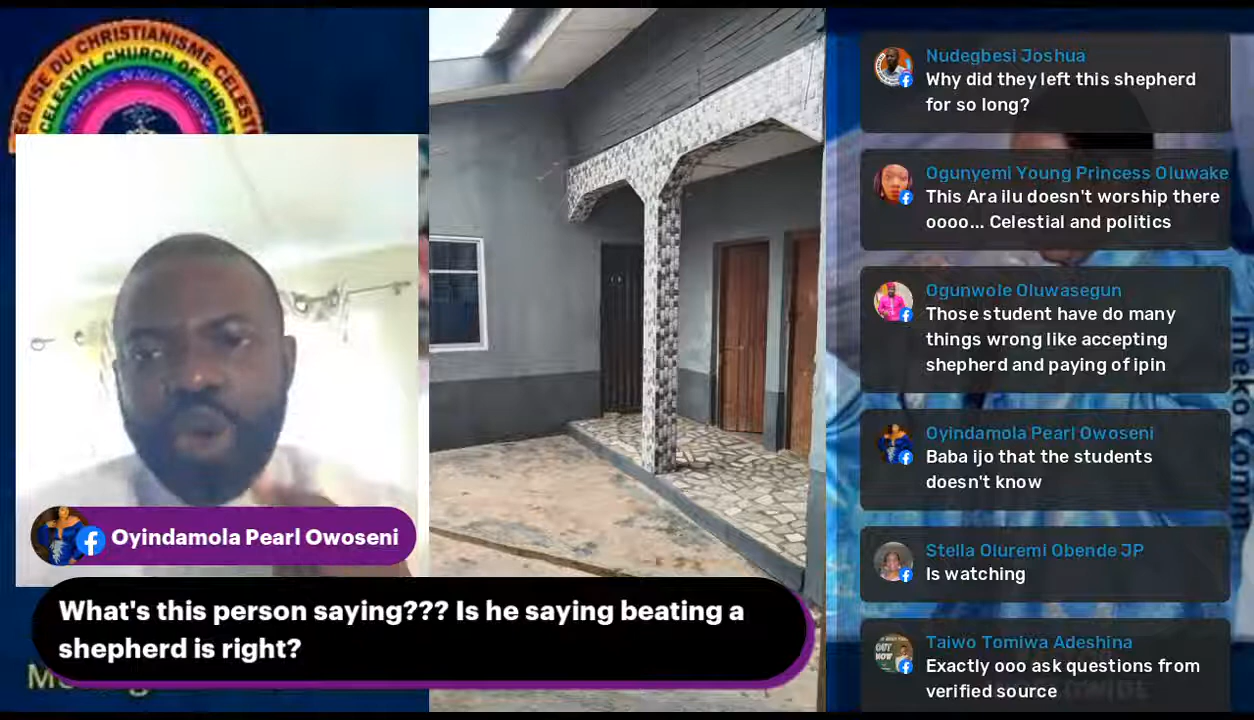 EGLISE DU CHRISTIANISME CELEST
CELESTIAL CHURCH OF CHRIST
Oyindamola Pearl Owoseni
What's this person saying??? Is he saying beating a
shepherd is right?
Nudegbesi Joshua
Why did they left this shepherd
for so long?
Ogunyemi Young Princess Oluwake
This Ara ilu doesn't worship there
oooo... Celestial and politics
Ogunwole Oluwasegun
Those student have do many
things wrong like accepting
shepherd and paying of ipin
Oyindamola Pearl Owoseni
Baba ijo that the students
doesn't know
Stella Oluremi Obende JP
Is watching
Taiwo Tomiwa Adeshina
Exactly ooo ask questions from
verified source
Imeko